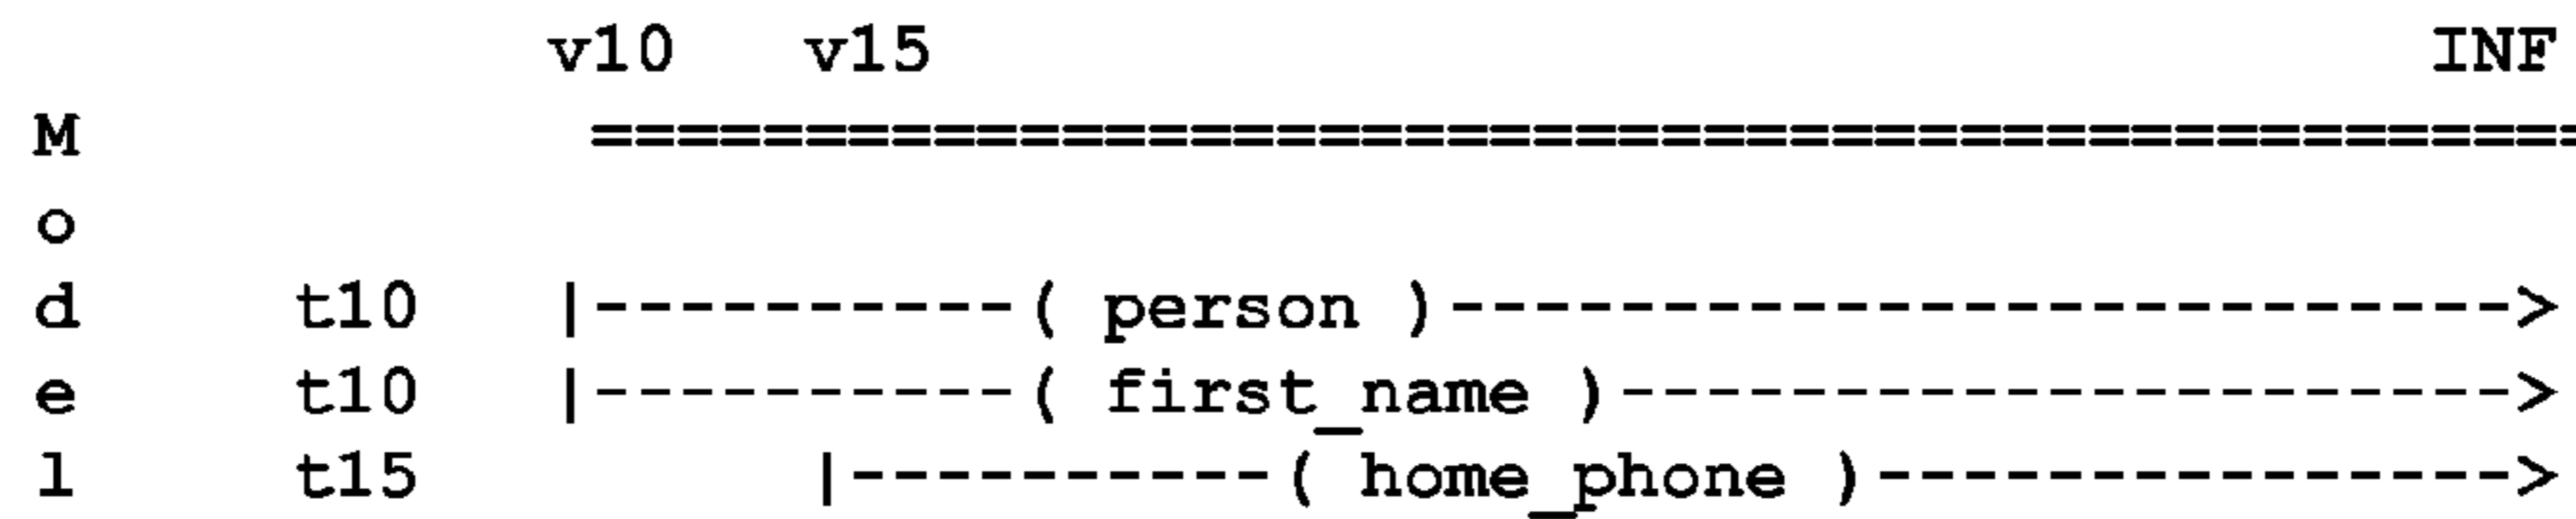 v10   v15                                   INF
M            ===============================================
o
d     t10   |----------( person )------------------------->
e     t10   |----------( first_name )--------------------->
l     t15         |----------( home_phone )--------------->